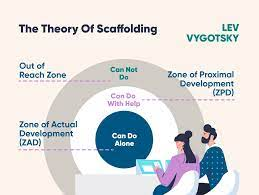 The Theory Of Scaffolding
LEV
VYGOTSKY
Out of
Reach Zone
Can Not
Do
Zone of Proximal
Development
(ZPD)
Can Do
With Help
Zone of Actual
Development
(ZAD)
Can Do
Alone